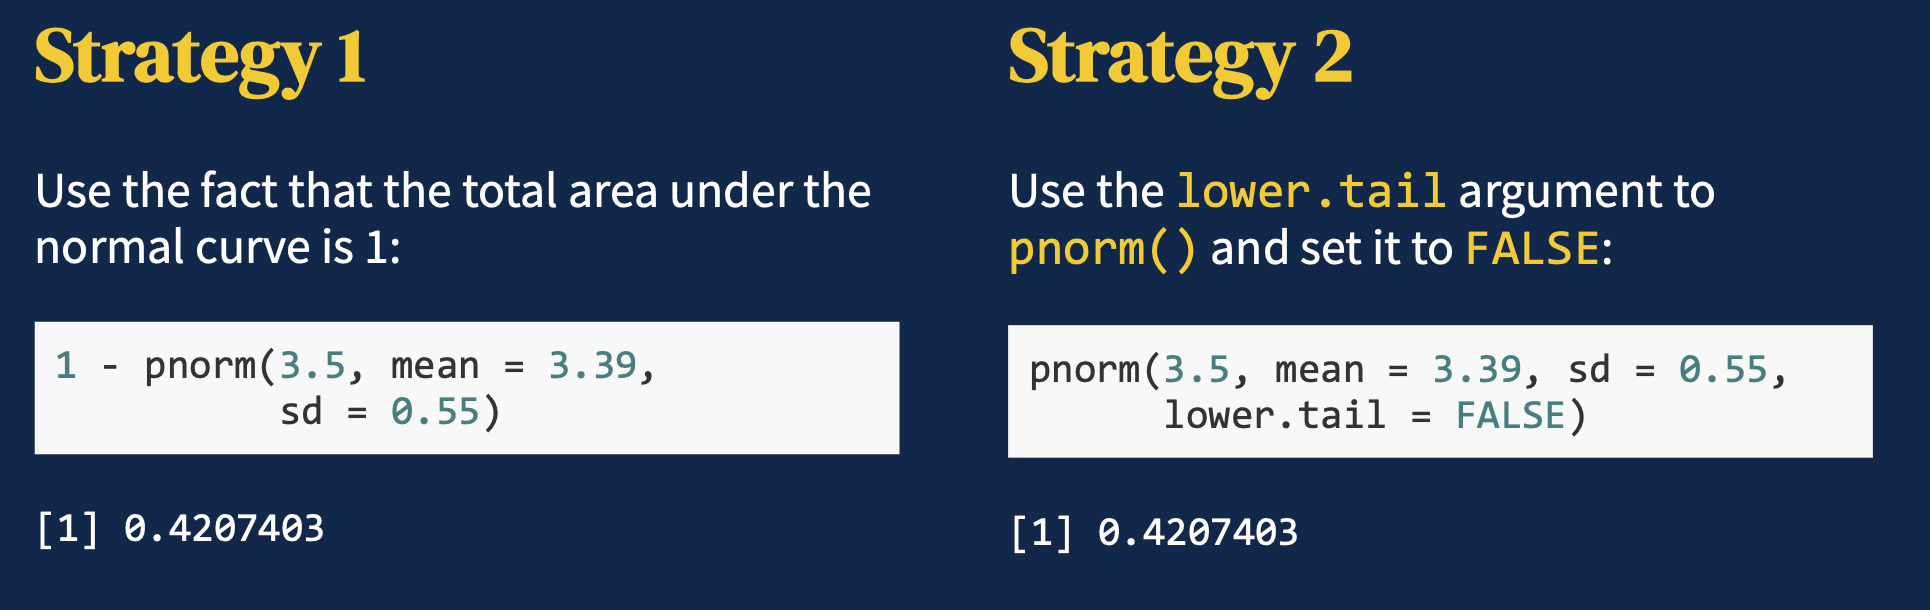 Strategy 1
Use the fact that the total area under the
normal curve is 1:
1 - pnorm(3.5, mean = 3.39,
          sd = 0.55)
[1] 0.4207403
Strategy 2
Use the lower.tail argument to
pnorm() and set it to FALSE:
pnorm(3.5, mean = 3.39, sd = 0.55,
      lower.tail = FALSE)
[1] 0.4207403